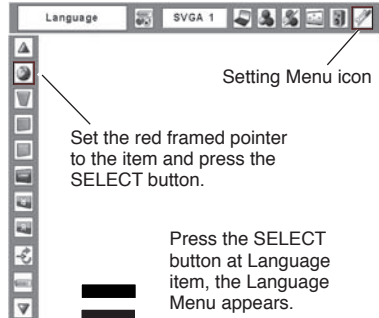 Language
SVGA 1
Setting Menu icon
Set the red framed pointer
to the item and press the
SELECT button.
Press the SELECT
button at Language
item, the Language
Menu appears.